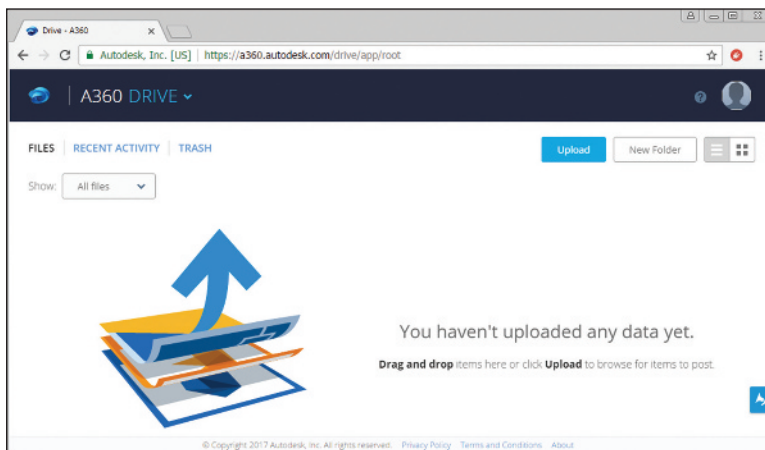 Drive - A360
Autodesk, Inc. [US] | https://a360.autodesk.com/drive/app/root
A360 DRIVE
FILES | RECENT ACTIVITY | TRASH
Upload
New Folder
Show: All files
You haven't uploaded any data yet.
Drag and drop items here or click Upload to browse for items to post.
© Copyright 2017 Autodesk, Inc. All rights reserved. Privacy Policy Terms and Conditions About